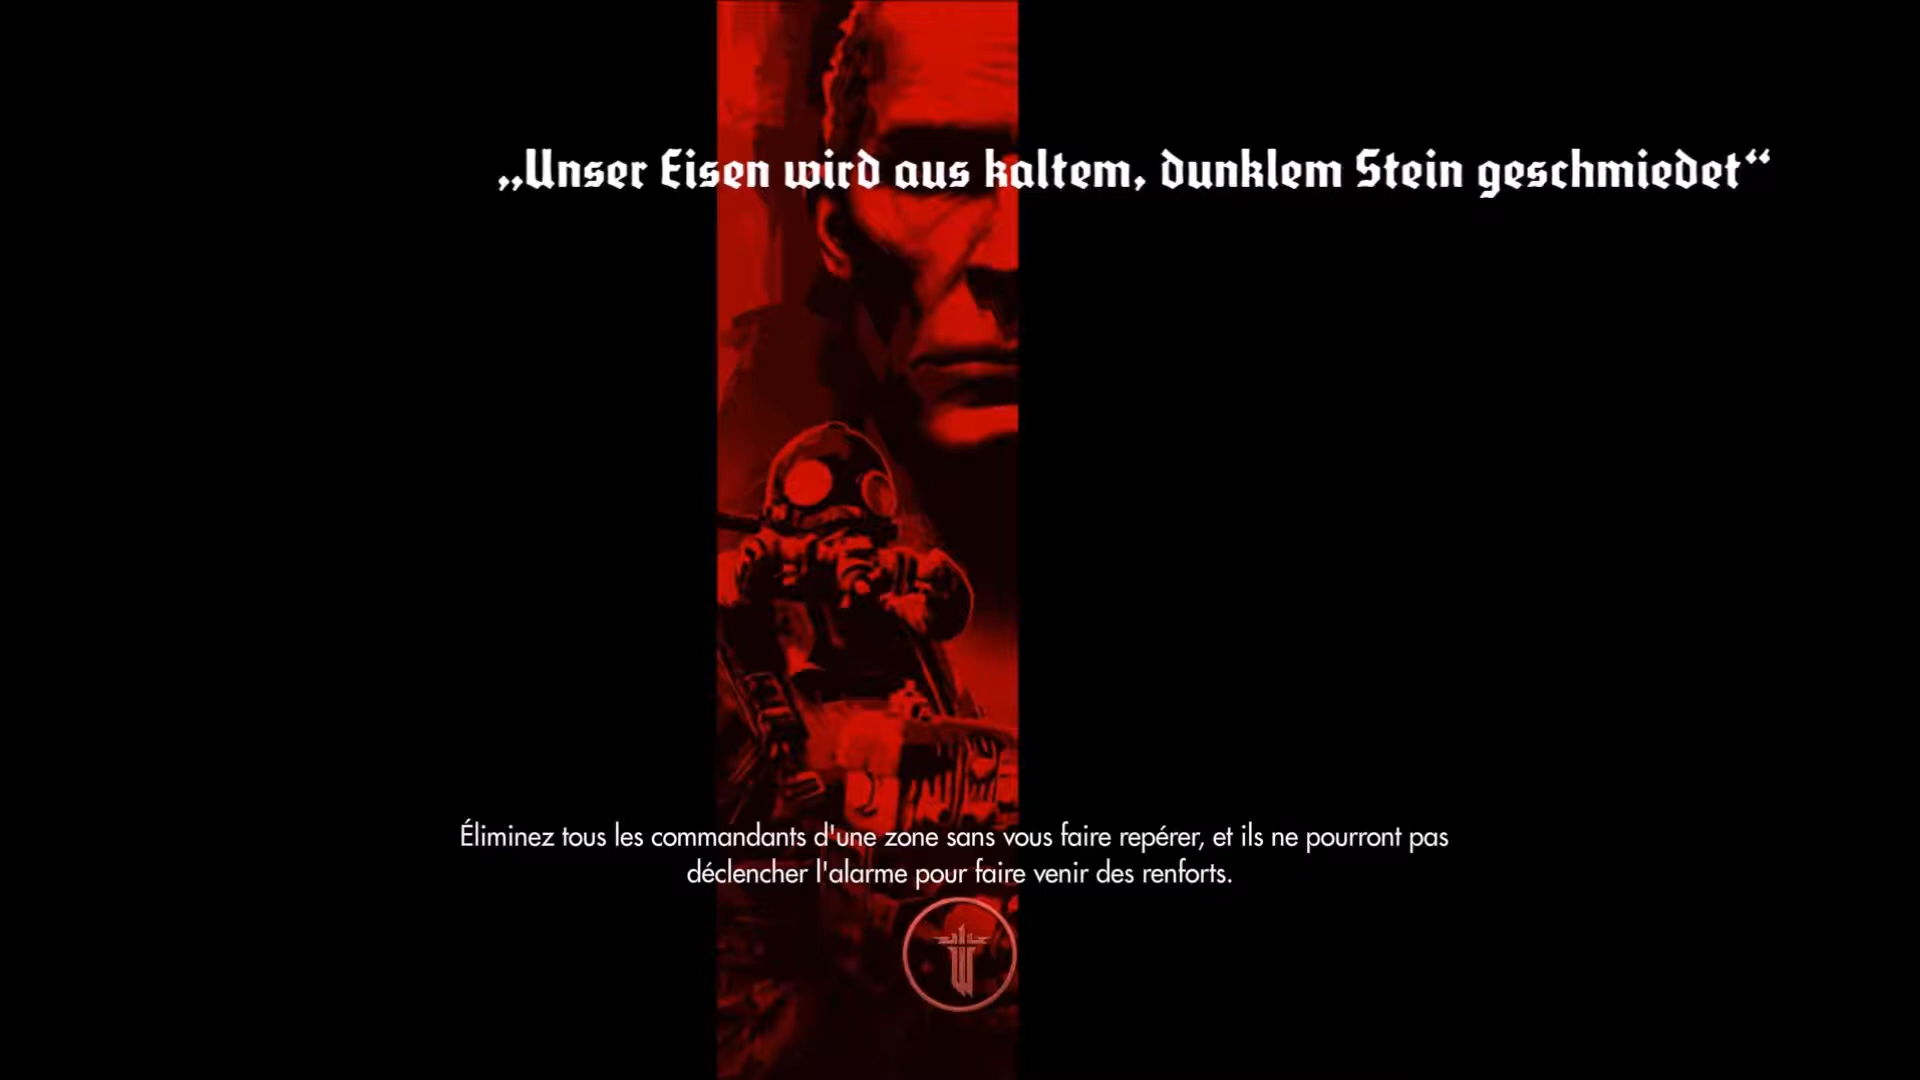 „Unser Eisen wird aus kaltem, dunklem Stein geschmiedet“
Éliminez tous les commandants d'une zone sans vous faire repérer, et ils ne pourront pas
déclencher l'alarme pour faire venir des renforts.